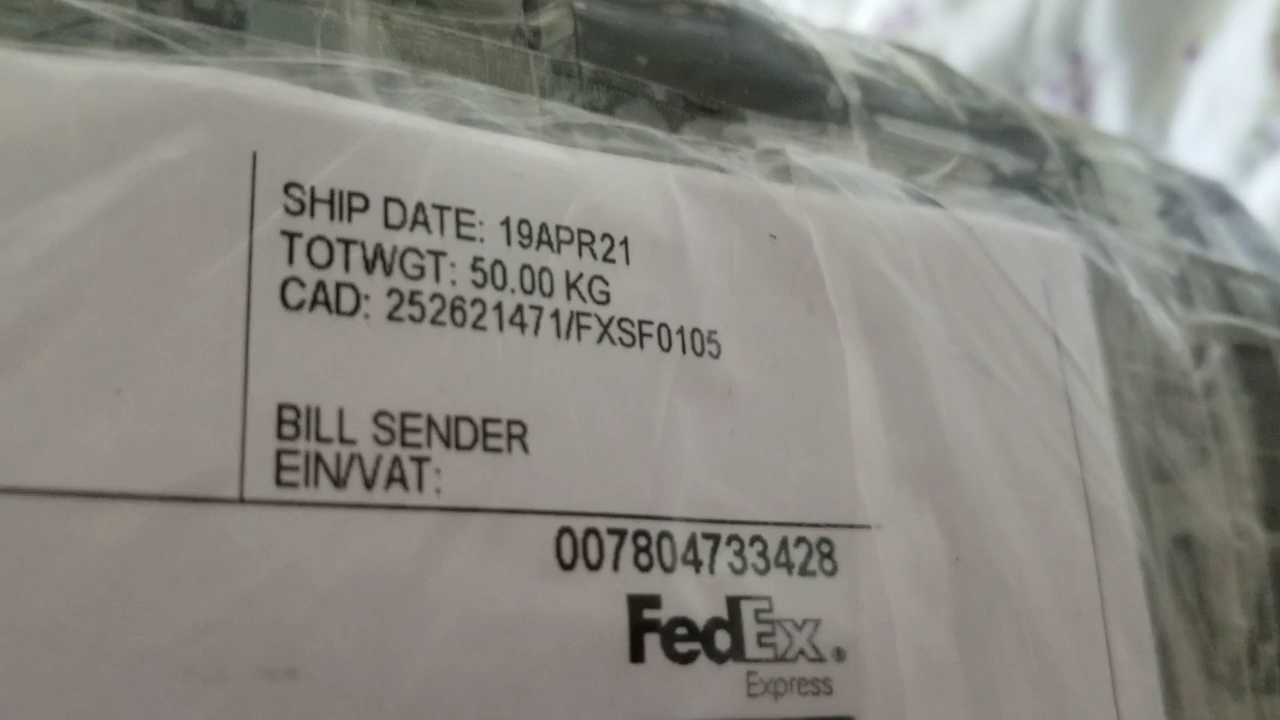 SHIP DATE: 19APR21
TOTWGT: 50.00 KG
CAD: 252621471/FXSF0105
BILL SENDER
EIN/VAT:
007804733428
FedEx.®
Express